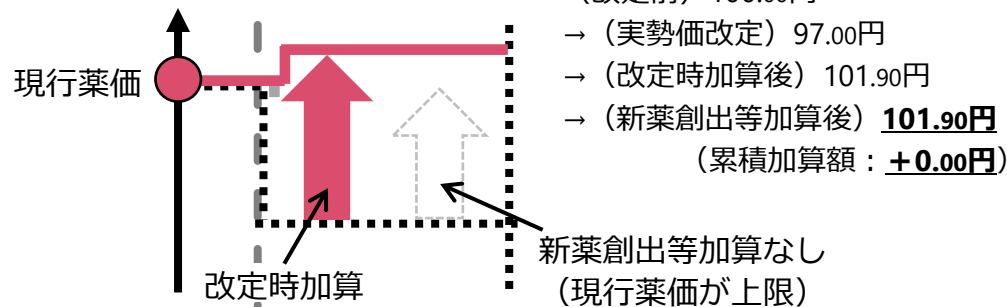 →（実勢価改定）97.00円
現行薬価
→（改定時加算後）101.90円
→（新薬創出等加算後）101.90円
（累積加算額：＋0.00円）
新薬創出等加算なし
改定時加算
（現行薬価が上限）